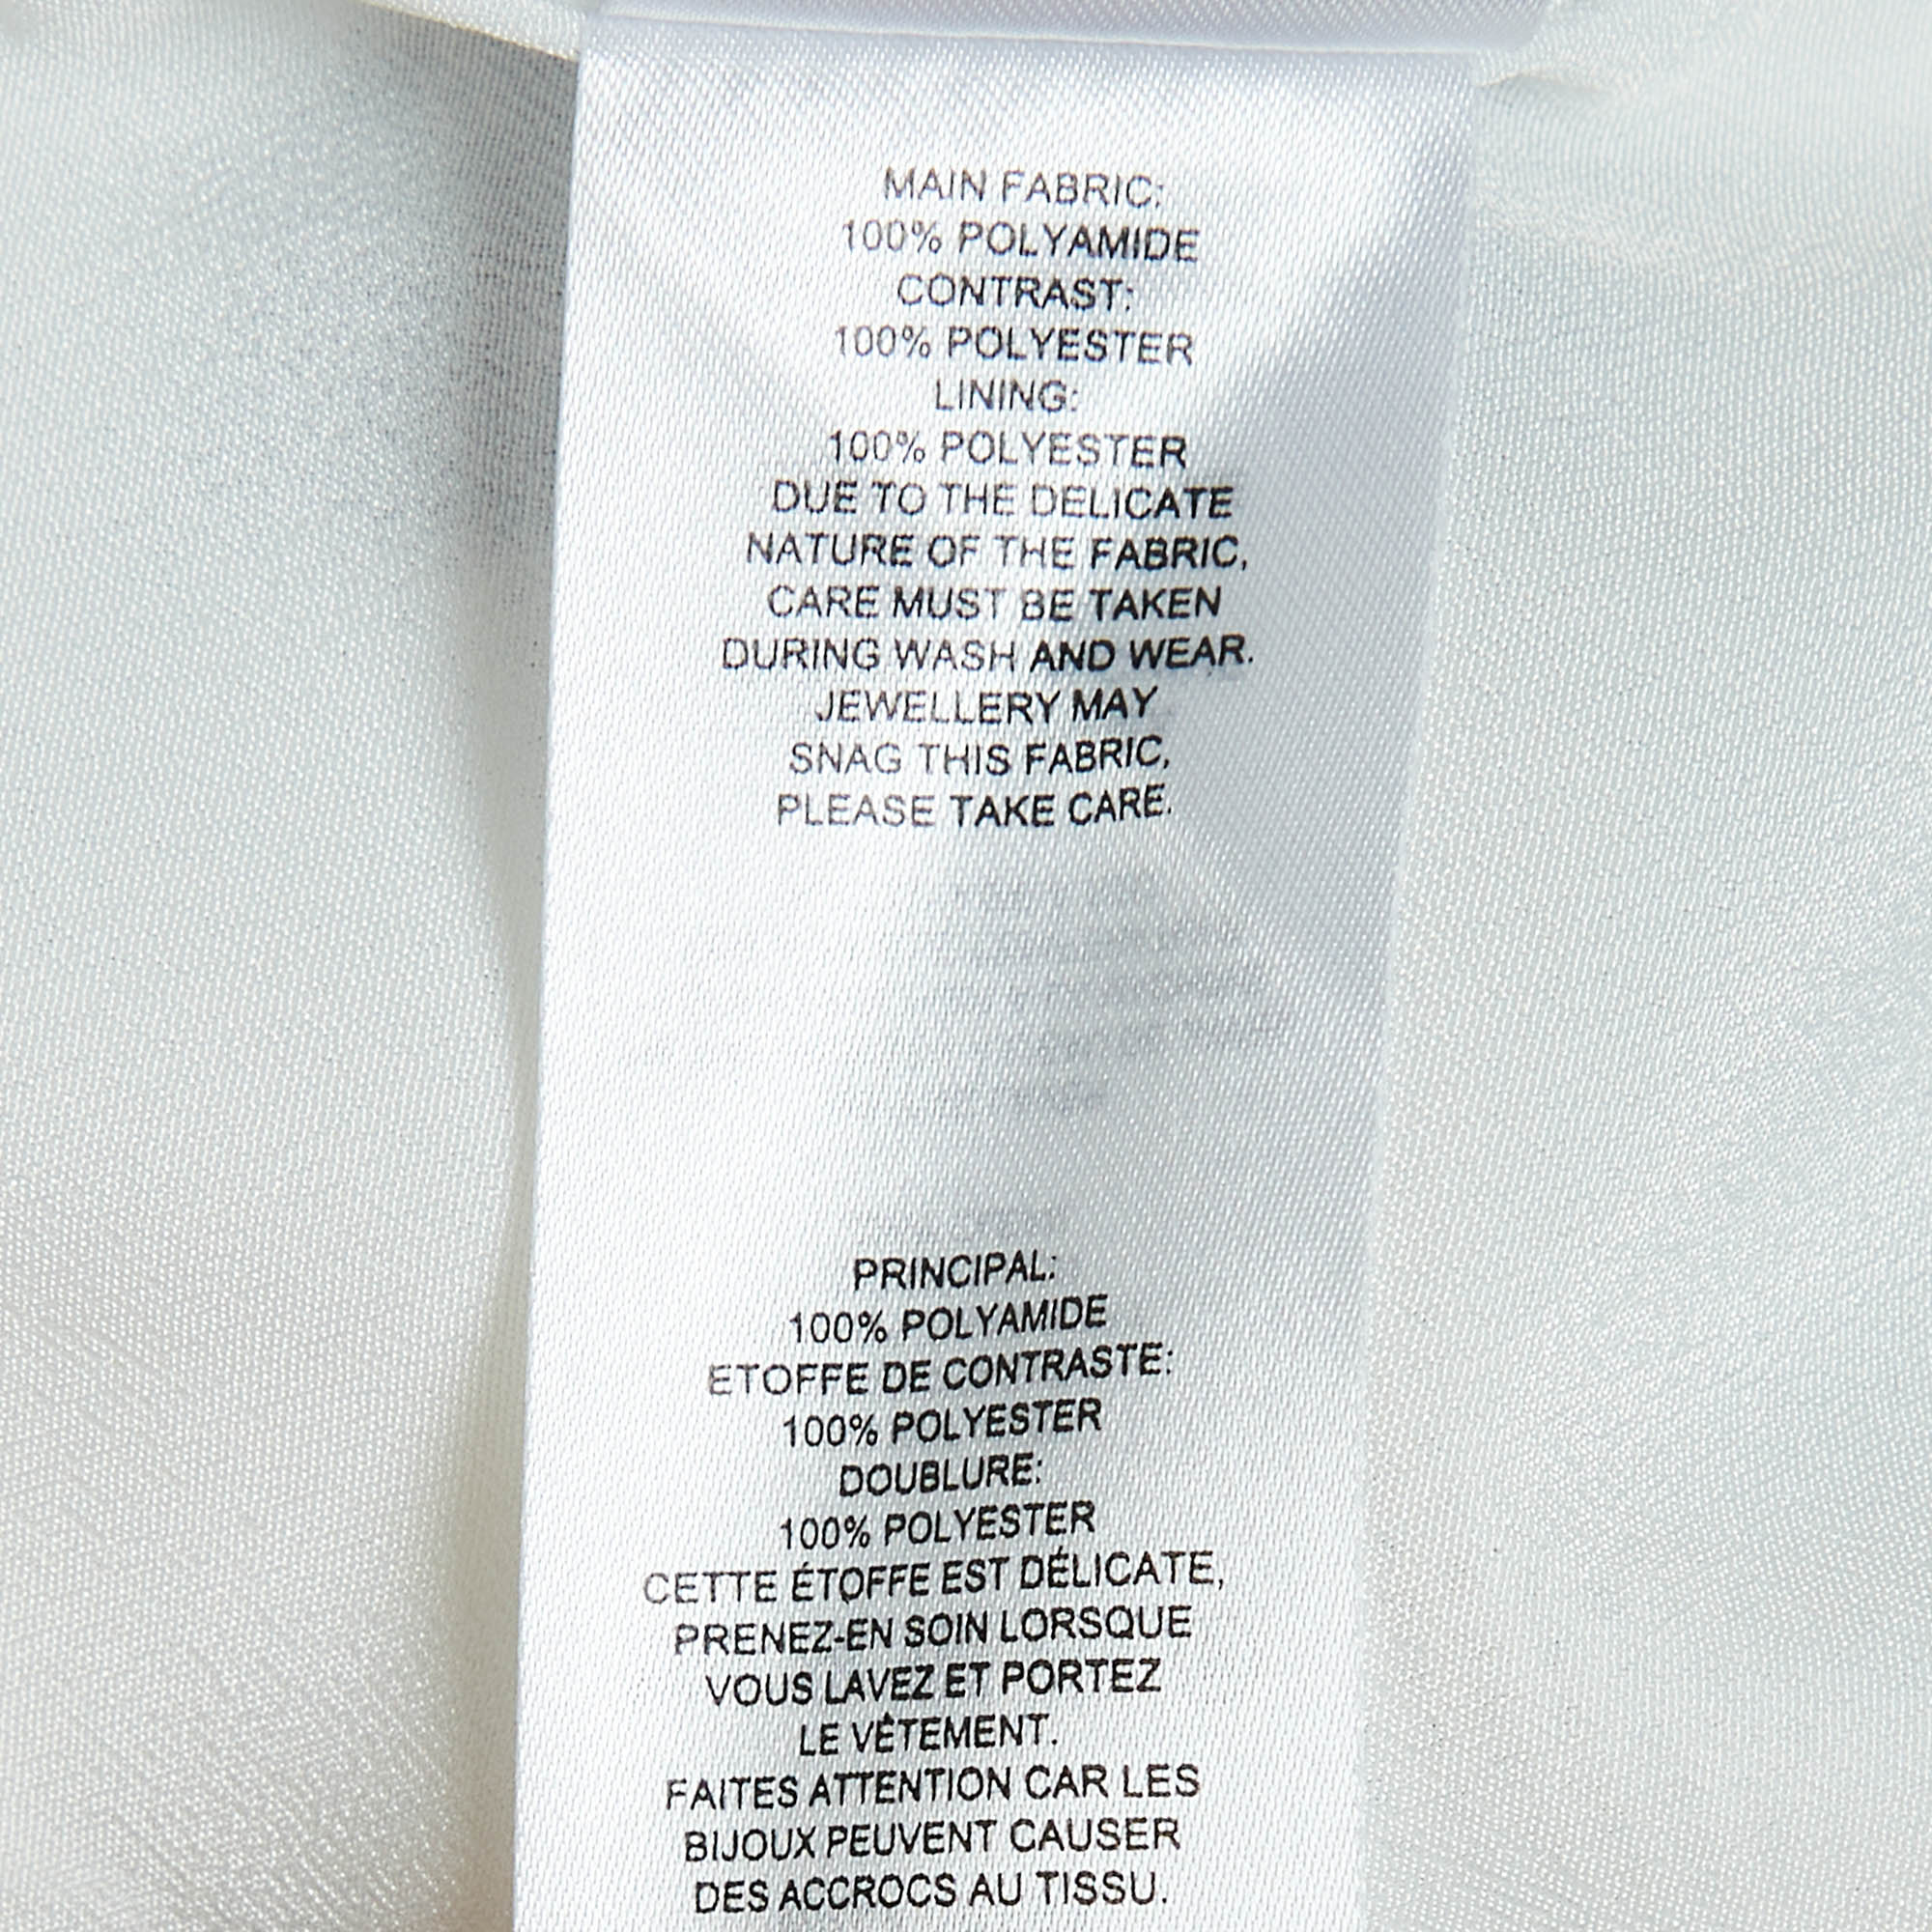 MAIN FABRIC:
100% POLYAMIDE
CONTRAST:
100% POLYESTER
LINING:
100% POLYESTER
DUE TO THE DELICATE
NATURE OF THE FABRIC,
CARE MUST BE TAKEN
DURING WASH AND WEAR.
JEWELLERY MAY
SNAG THIS FABRIC,
PLEASE TAKE CARE.
PRINCIPAL:
100% POLYAMIDE
ETOFFE DE CONTRASTE:
100% POLYESTER
DOUBLURE:
100% POLYESTER
CETTE ÉTOFFE EST DÉLICATE,
PRENEZ-EN SOIN LORSQUE
VOUS LAVEZ ET PORTEZ
LE VÊTEMENT.
FAITES ATTENTION CAR LES
BIJOUX PEUVENT CAUSER
DES ACCROCS AU TISSU.